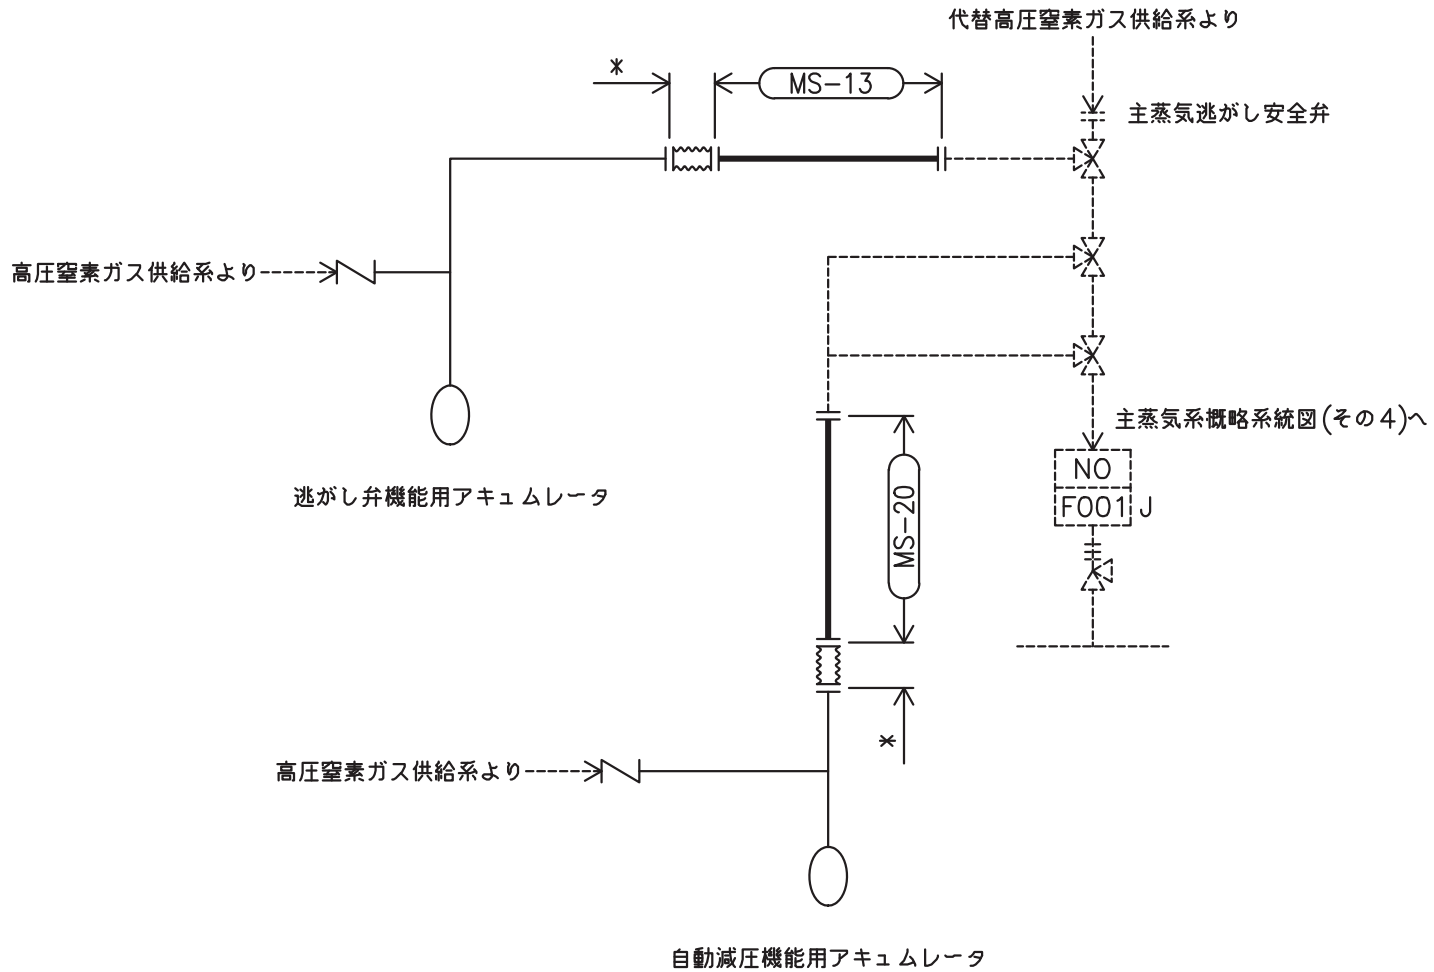 代替高圧窒素ガス供給系より
*
MS-13
主蒸気逃がし安全弁
高圧窒素ガス供給系より
主蒸気系概略系統図(その4)へ
NO
F001 J
逃がし弁機能用アキュムレータ
MS-20
*
高圧窒素ガス供給系より
自動減圧機能用アキュムレータ